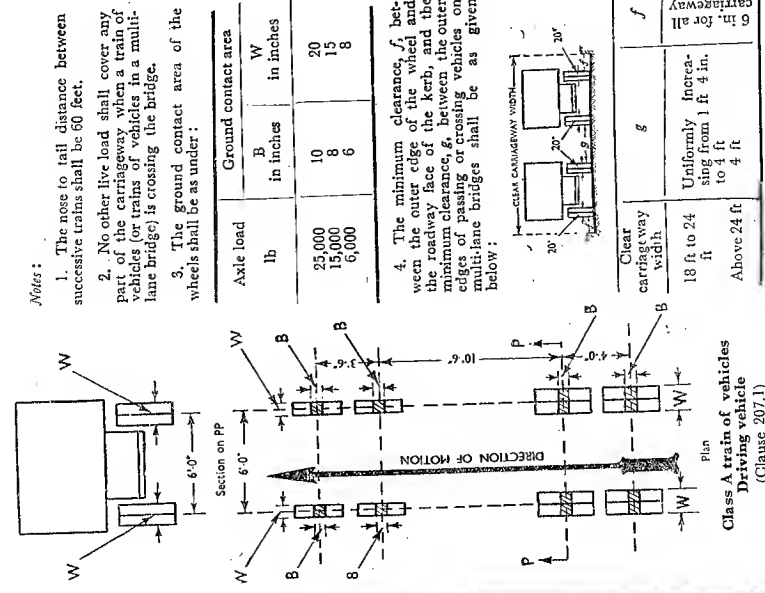 Notes :
1. The nose to tail distance between
successive trains shall be 60 feet.
2. No other live load shall cover any
part of the carriageway when a train of
vehicles (or trains of vehicles in a multi-
lane bridge) is crossing the bridge.
3. The ground contact area of the
wheels shall be as under :
Axle load Ground contact area
lb B in inches W in inches
25,000 10 20
15,000 8 15
6,000 6 8
4. The minimum clearance, f, bet-
ween the outer edge of the wheel and
the roadway face of the kerb, and the
minimum clearance, g, between the outer
edges of passing or crossing vehicles on
multi-lane bridges shall be as given
below :
CLEAR CARRIAGEWAY WIDTH
20" 20" 20" 20"
g f
Clear carriageway width g f
18 ft to 24 ft Uniformly increa-
sing from 1 ft 4 in.
to 4 ft
Above 24 ft 4 ft
6 in. for all
carriageway
W W
6'-0"
Section on PP
6'-0"
W W
B B
3'-6"
B B
10'-6"
DIRECTION OF MOTION
P P
4'-0"
B
B
W W
Plan
Class A train of vehicles
Driving vehicle
(Clause 207.1)